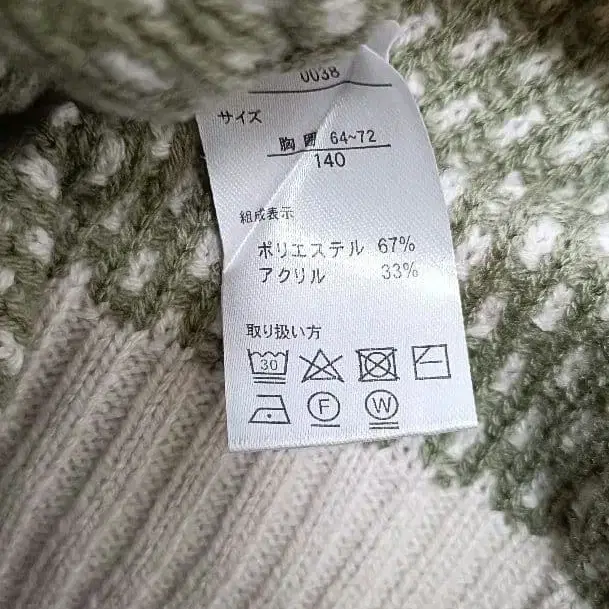 0038
サイズ
胸囲 64~72
140
組成表示
ポリエステル 67%
アクリル 33%
取り扱い方
30
F
W